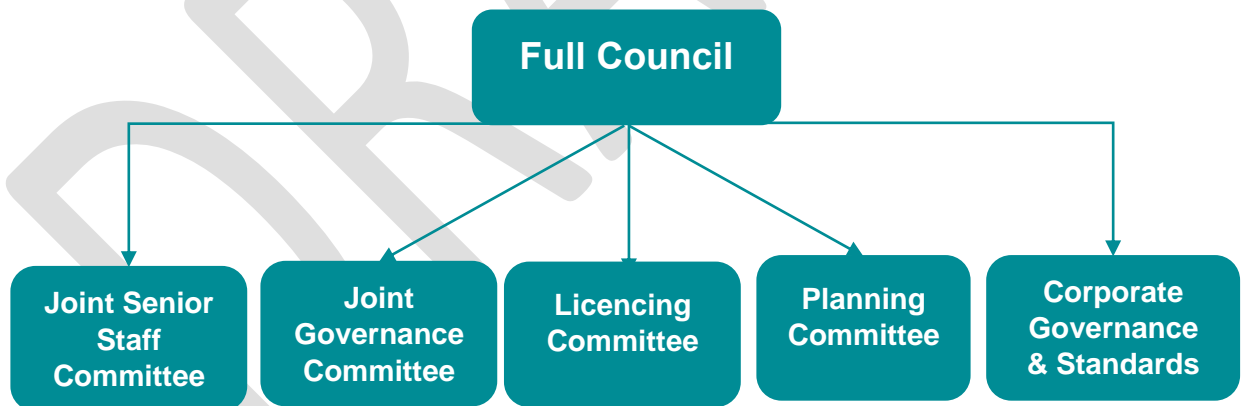 Full Council
Joint Senior
Staff
Committee
Joint
Governance
Committee
Licencing
Committee
Planning
Committee
Corporate
Governance
& Standards